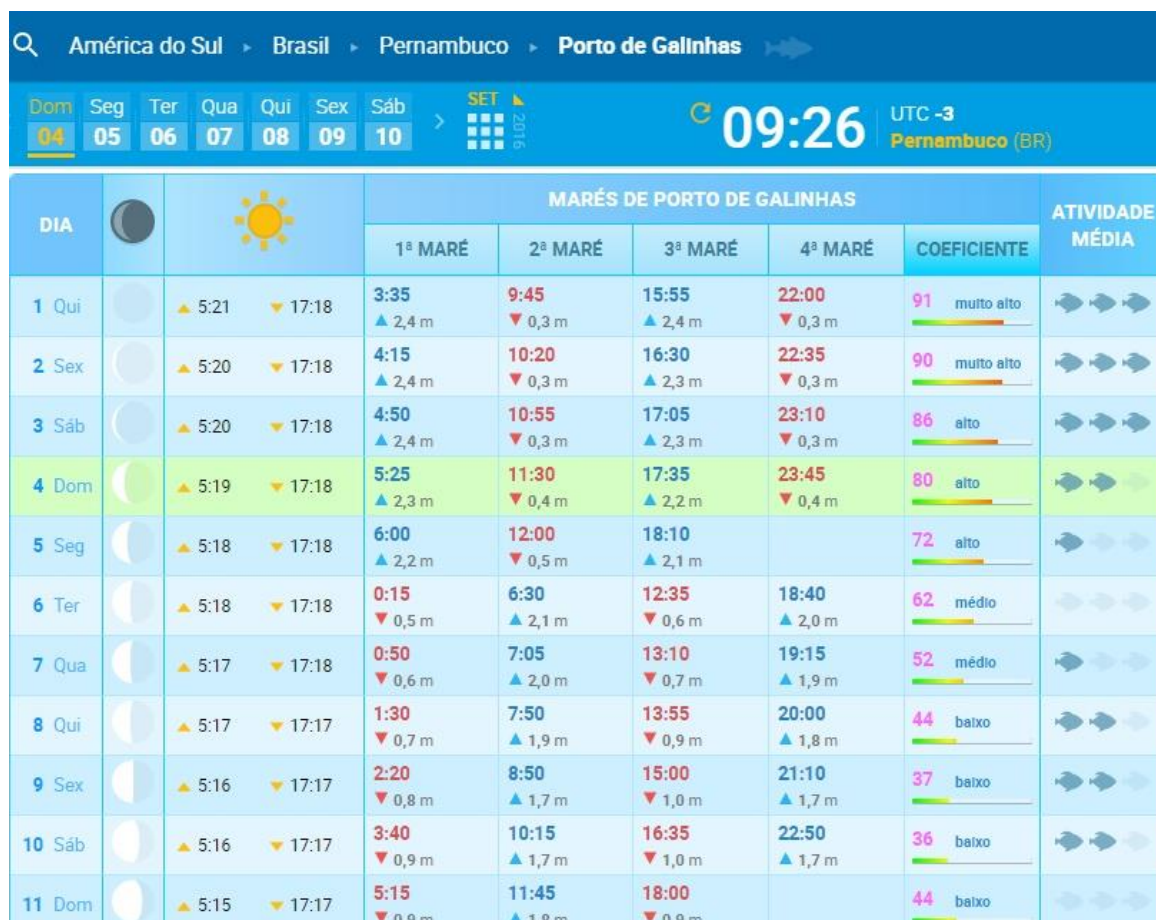 América do Sul Brasil Pernambuco Porto de Galinhas
Dom Seg Ter Qua Qui Sex Sáb SET
04 05 06 07 08 09 10 2016
09:26 UTC -3
Pernambuco (BR)
DIA MARÉS DE PORTO DE GALINHAS ATIVIDADE MÉDIA
1ª MARÉ 2ª MARÉ 3ª MARÉ 4ª MARÉ COEFICIENTE
1 Qui 5:21 17:18 3:35 9:45 15:55 22:00 91 muito alto
2,4 m 0,3 m 2,4 m 0,3 m
2 Sex 5:20 17:18 4:15 10:20 16:30 22:35 90 muito alto
2,4 m 0,3 m 2,3 m 0,3 m
3 Sáb 5:20 17:18 4:50 10:55 17:05 23:10 86 alto
2,4 m 0,3 m 2,3 m 0,3 m
4 Dom 5:19 17:18 5:25 11:30 17:35 23:45 80 alto
2,3 m 0,4 m 2,2 m 0,4 m
5 Seg 5:18 17:18 6:00 12:00 18:10 72 alto
2,2 m 0,5 m 2,1 m
6 Ter 5:18 17:18 0:15 6:30 12:35 18:40 62 médio
0,5 m 2,1 m 0,6 m 2,0 m
7 Qua 5:17 17:18 0:50 7:05 13:10 19:15 52 médio
0,6 m 2,0 m 0,7 m 1,9 m
8 Qui 5:17 17:17 1:30 7:50 13:55 20:00 44 baixo
0,7 m 1,9 m 0,9 m 1,8 m
9 Sex 5:16 17:17 2:20 8:50 15:00 21:10 37 baixo
0,8 m 1,7 m 1,0 m 1,7 m
10 Sáb 5:16 17:17 3:40 10:15 16:35 22:50 36 baixo
0,9 m 1,7 m 1,0 m 1,7 m
11 Dom 5:15 17:17 5:15 11:45 18:00 44 baixo
0,9 m 1,8 m 0,9 m